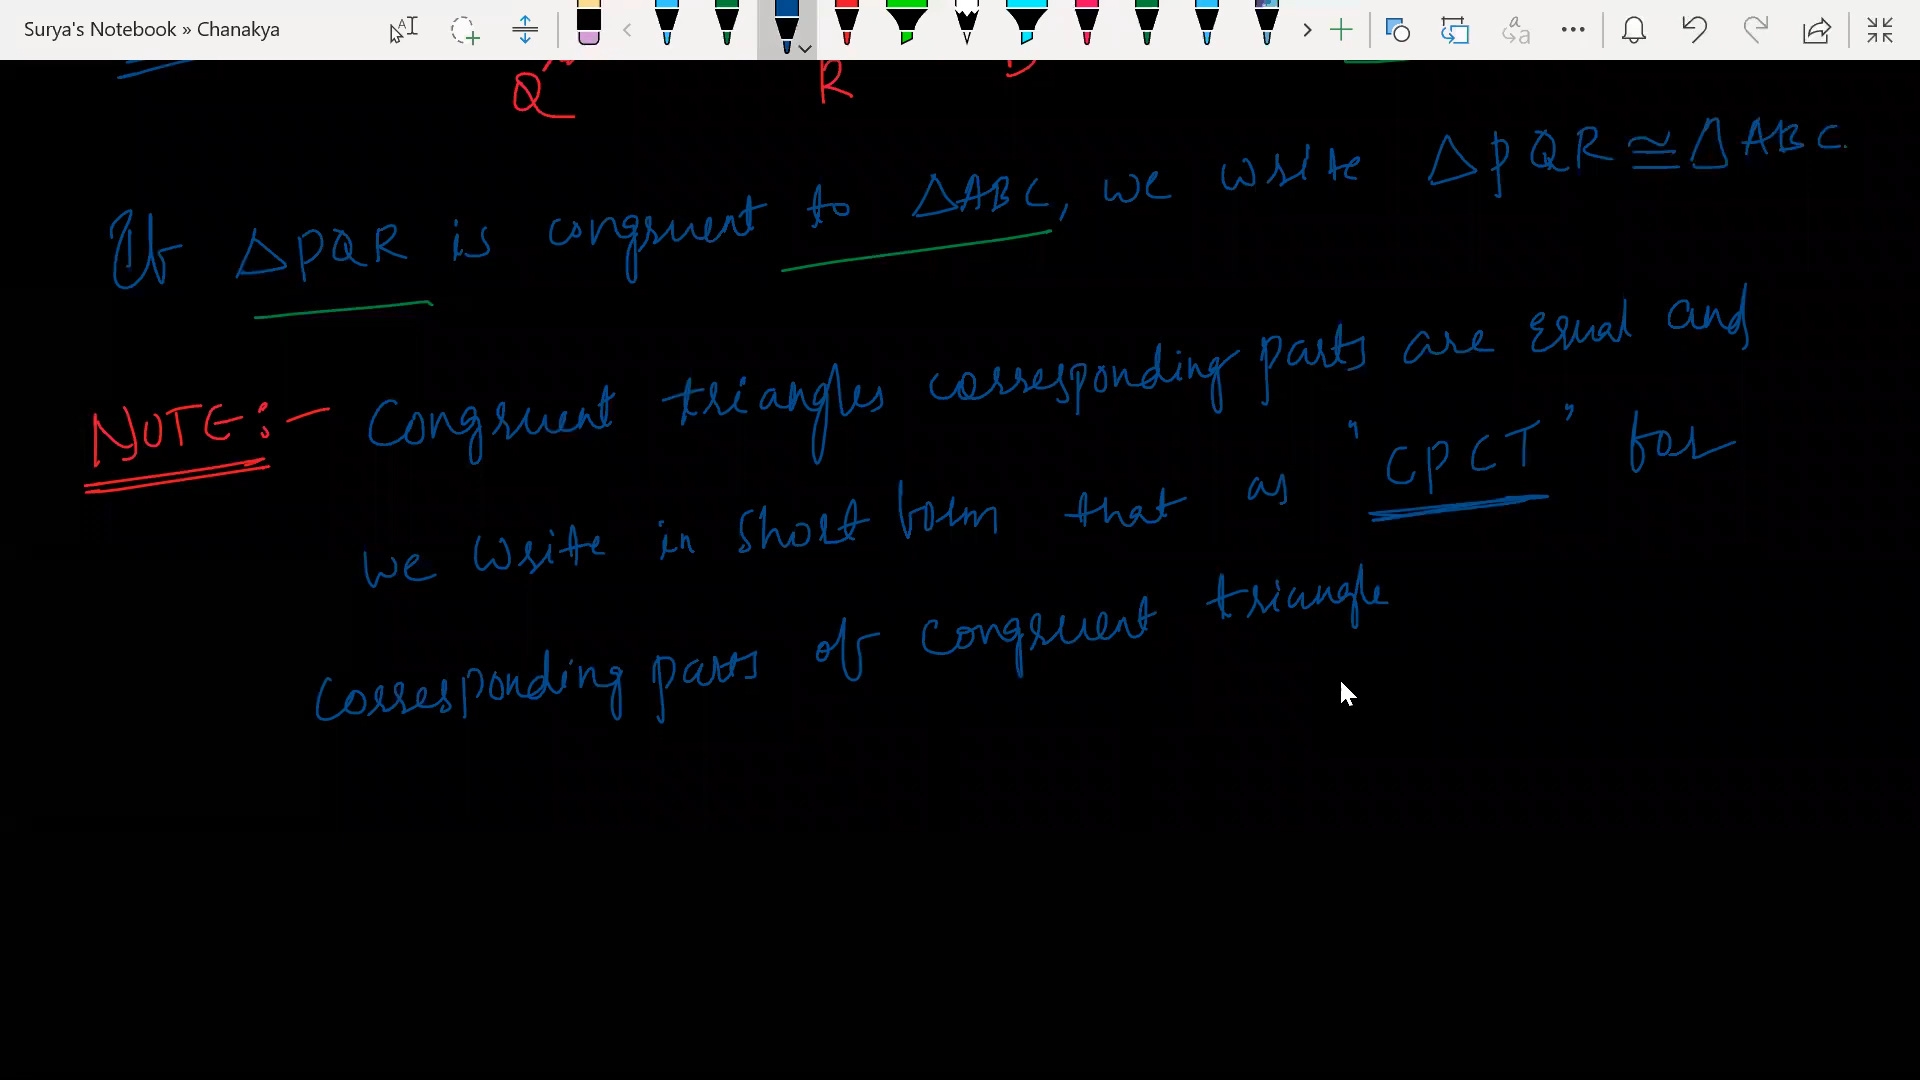 Surya's Notebook » Chanakya
Q R
If △PQR is congruent to △ABC, we write △PQR ≅ △ABC.
NOTE:- Congruent triangles corresponding parts are equal and
we write in short form that as "CPCT" for
corresponding parts of congruent triangle